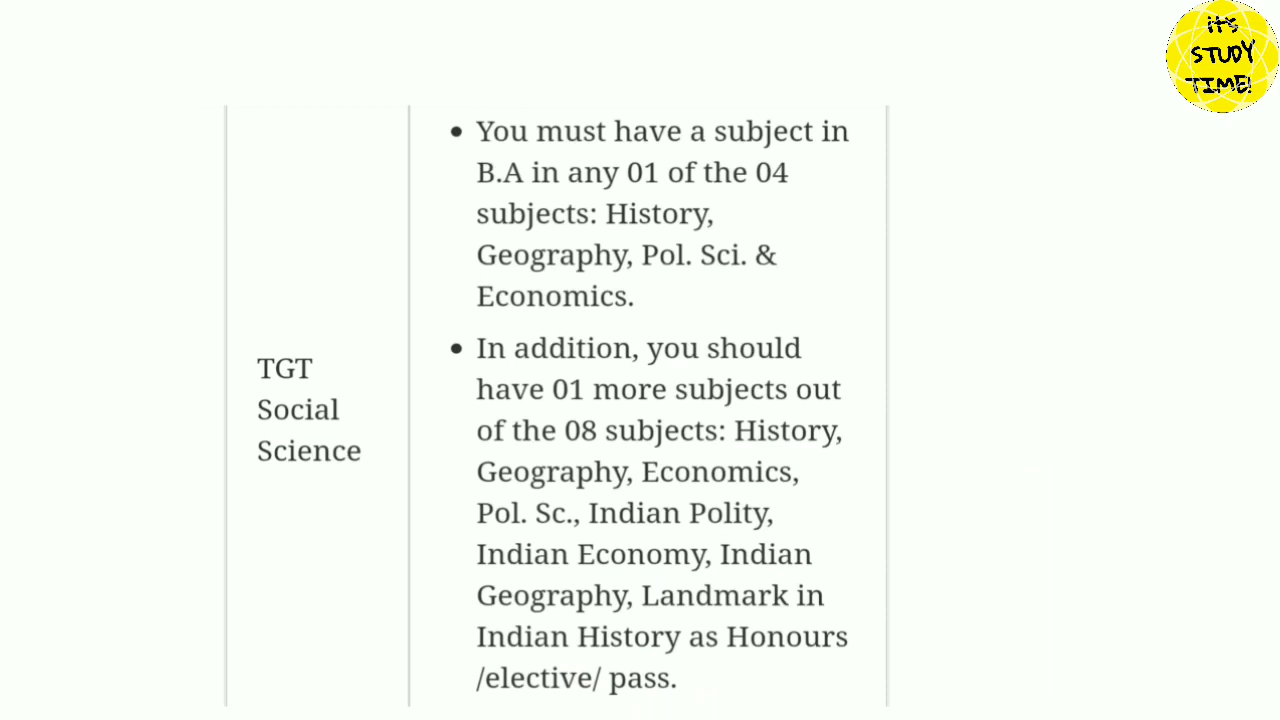 IT'S
STUDY
TIME!
You must have a subject in
B.A in any 01 of the 04
subjects: History,
Geography, Pol. Sci. &
Economics.
TGT
Social
Science
In addition, you should
have 01 more subjects out
of the 08 subjects: History,
Geography, Economics,
Pol. Sc., Indian Polity,
Indian Economy, Indian
Geography, Landmark in
Indian History as Honours
/elective/ pass.